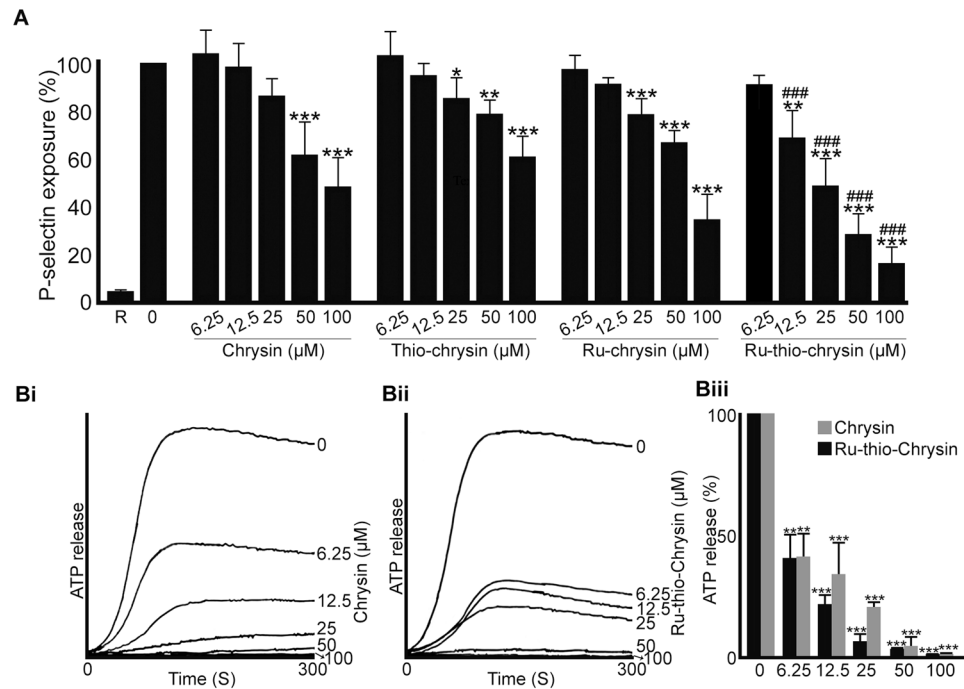 A
P-selectin exposure (%)
100
80
60
40
20
0
*** *** * ** *** *** *** *** ### ** ### *** ### *** ### ***
R 0 6.25 12.5 25 50 100 6.25 12.5 25 50 100 6.25 12.5 25 50 100 6.25 12.5 25 50 100
Chrysin (µM) Thio-chrysin (µM) Ru-chrysin (µM) Ru-thio-chrysin (µM)
Bi
ATP release
0
6.25
12.5
25
50
100
Chrysin (µM)
0 300
Time (S)
Bii
ATP release
0
6.25
12.5
25
50
100
Ru-thio-Chrysin (µM)
0 300
Time (S)
Biii
ATP release (%)
100
50
0
Chrysin
Ru-thio-Chrysin
** ** *** *** *** *** *** *** *** ***
0 6.25 12.5 25 50 100